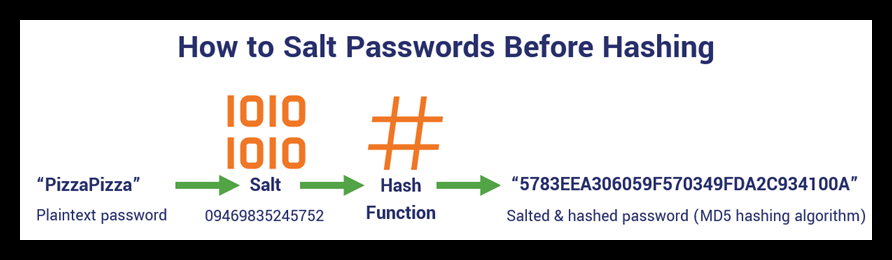 How to Salt Passwords Before Hashing
1010
1010
#
“PizzaPizza”
Salt
Hash
Function
“5783EEA306059F570349FDA2C934100A”
Plaintext password
09469835245752
Salted & hashed password (MD5 hashing algorithm)